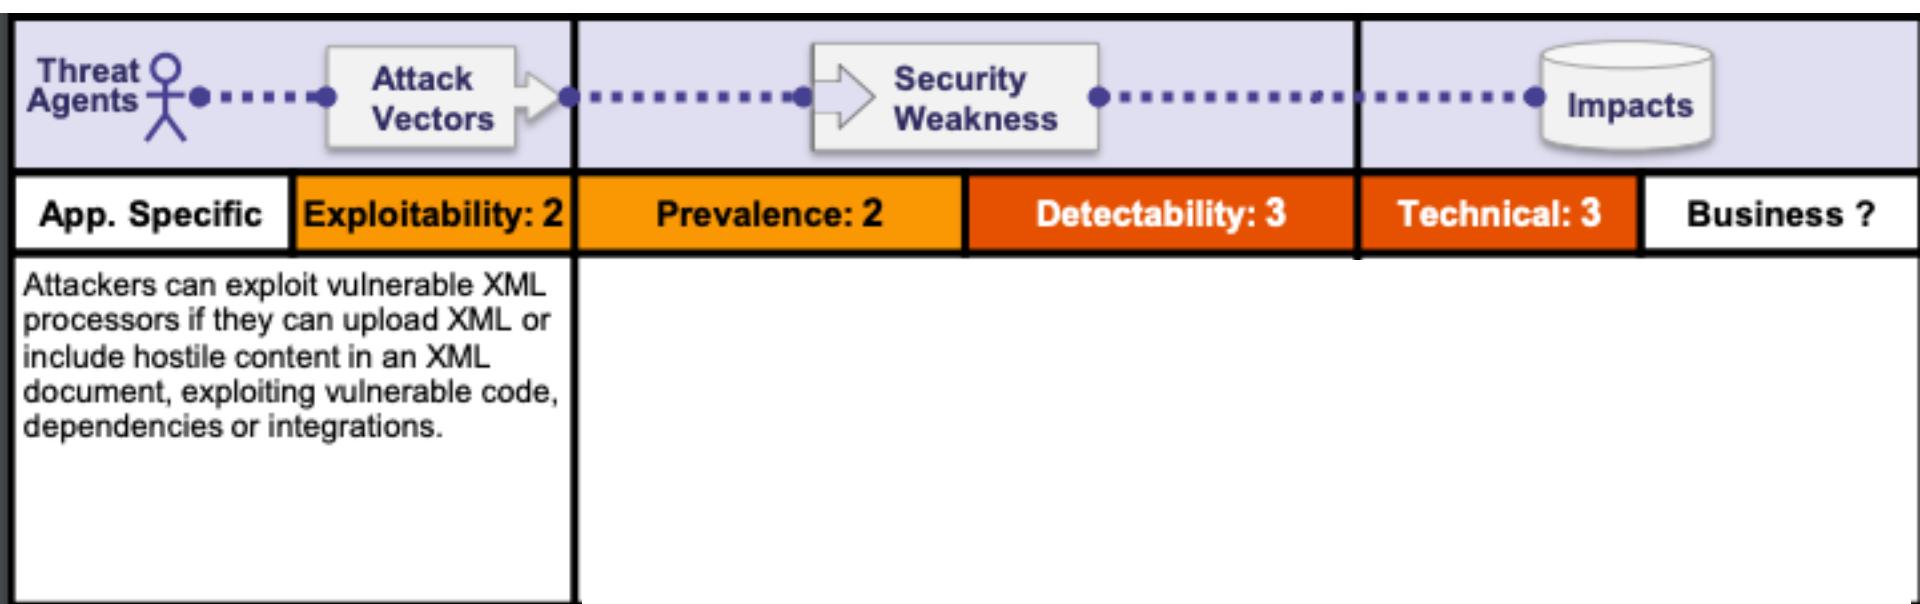 Threat
Agents
Attack
Vectors
Security
Weakness
Impacts
App. Specific
Exploitability: 2
Prevalence: 2
Detectability: 3
Technical: 3
Business ?
Attackers can exploit vulnerable XML
processors if they can upload XML or
include hostile content in an XML
document, exploiting vulnerable code,
dependencies or integrations.